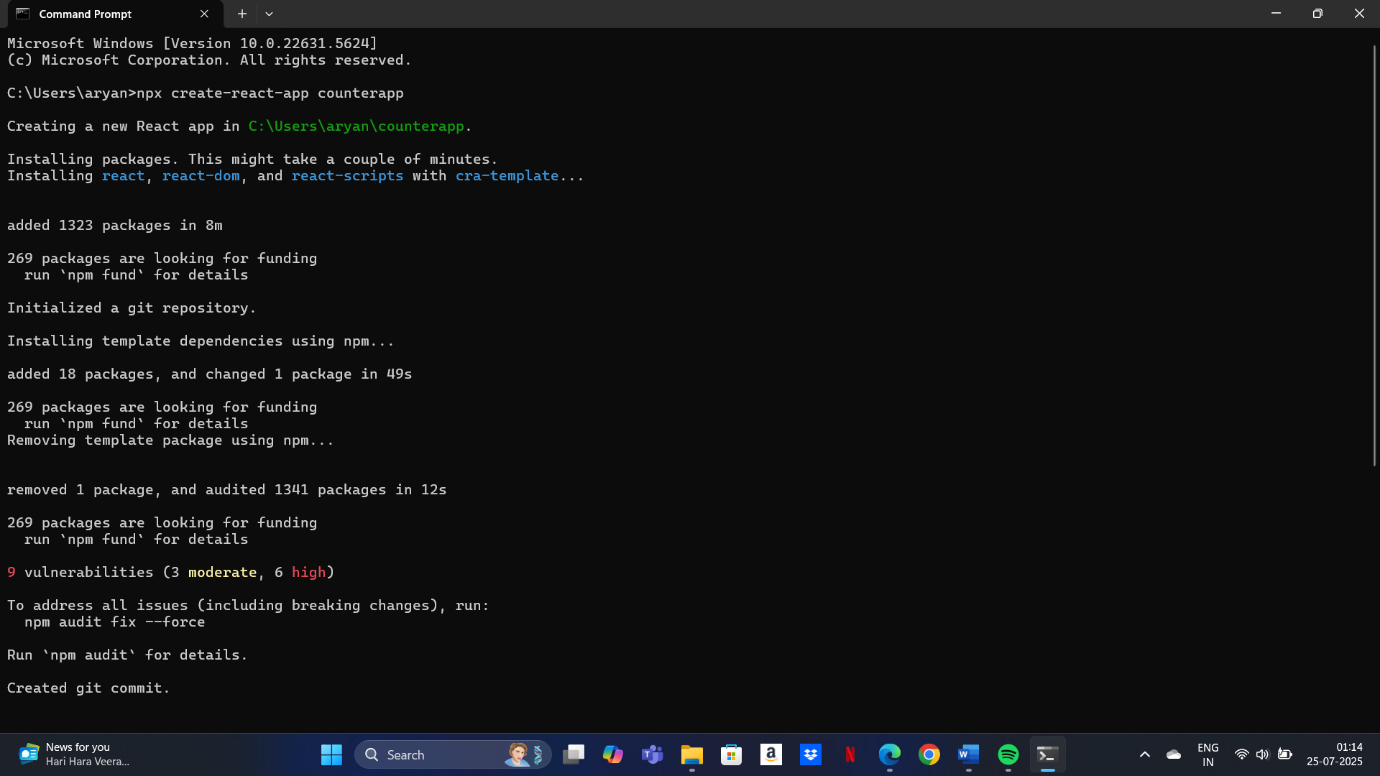 Command Prompt
Microsoft Windows [Version 10.0.22631.5624]
(c) Microsoft Corporation. All rights reserved.
C:\Users\aryan>npx create-react-app counterapp
Creating a new React app in C:\Users\aryan\counterapp.
Installing packages. This might take a couple of minutes.
Installing react, react-dom, and react-scripts with cra-template...
added 1323 packages in 8m
269 packages are looking for funding
  run `npm fund` for details
Initialized a git repository.
Installing template dependencies using npm...
added 18 packages, and changed 1 package in 49s
269 packages are looking for funding
  run `npm fund` for details
Removing template package using npm...
removed 1 package, and audited 1341 packages in 12s
269 packages are looking for funding
  run `npm fund` for details
9 vulnerabilities (3 moderate, 6 high)
To address all issues (including breaking changes), run:
  npm audit fix --force
Run `npm audit` for details.
Created git commit.
News for you
Hari Hara Veera...
Search
ENG
IN
01:14
25-07-2025